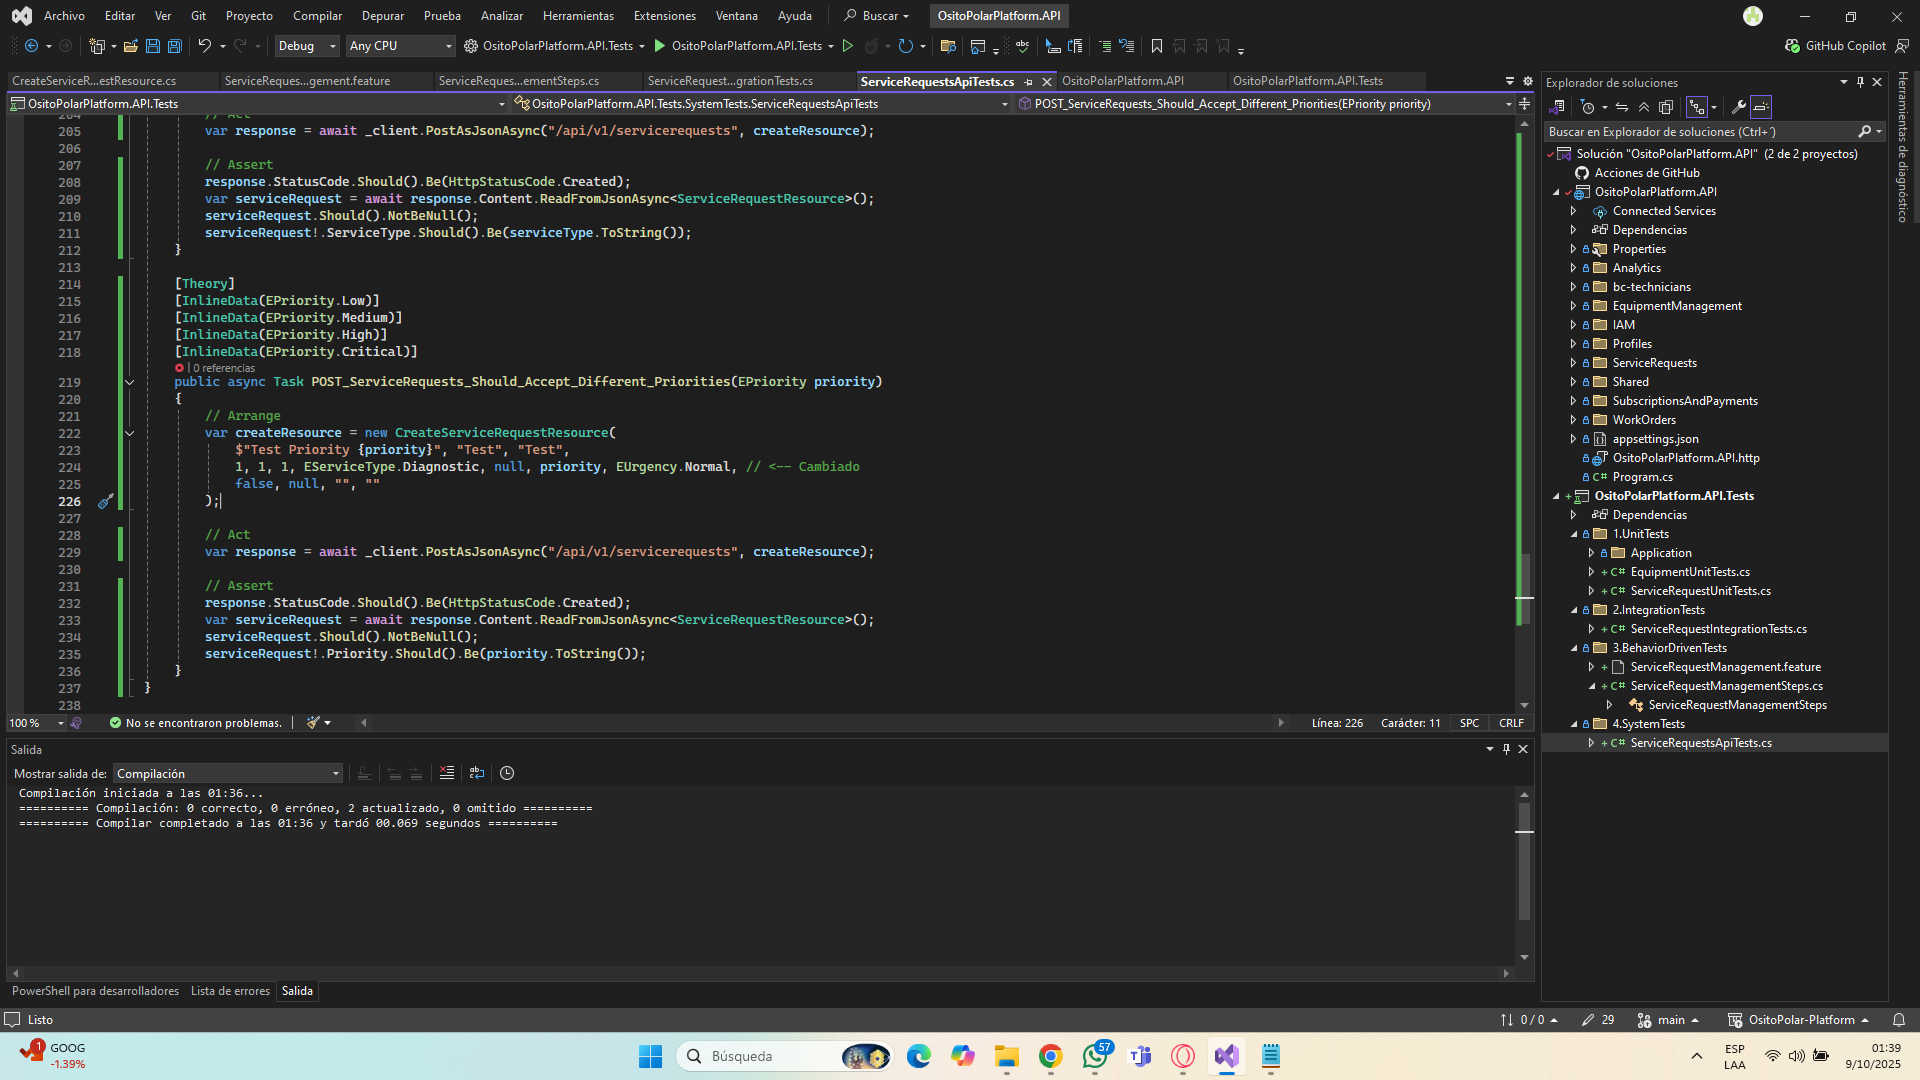 Archivo Editar Ver Git Proyecto Compilar Depurar Prueba Analizar Herramientas Extensiones Ventana Ayuda Buscar OsitoPolarPlatform.API
Debug Any CPU OsitoPolarPlatform.API.Tests OsitoPolarPlatform.API.Tests GitHub Copilot
CreateServiceR...estResource.cs ServiceReques...gement.feature ServiceReques...ementSteps.cs ServiceRequest...grationTests.cs ServiceRequestsApiTests.cs OsitoPolarPlatform.API OsitoPolarPlatform.API.Tests
OsitoPolarPlatform.API.Tests OsitoPolarPlatform.API.Tests.SystemTests.ServiceRequestsApiTests POST_ServiceRequests_Should_Accept_Different_Priorities(EPriority priority)
204 // Act
205 var response = await _client.PostAsJsonAsync("/api/v1/servicerequests", createResource);
206
207 // Assert
208 response.StatusCode.Should().Be(HttpStatusCode.Created);
209 var serviceRequest = await response.Content.ReadFromJsonAsync<ServiceRequestResource>();
210 serviceRequest.Should().NotBeNull();
211 serviceRequest!.ServiceType.Should().Be(serviceType.ToString());
212 }
213
214 [Theory]
215 [InlineData(EPriority.Low)]
216 [InlineData(EPriority.Medium)]
217 [InlineData(EPriority.High)]
218 [InlineData(EPriority.Critical)]
0 referencias
219 public async Task POST_ServiceRequests_Should_Accept_Different_Priorities(EPriority priority)
220 {
221 // Arrange
222 var createResource = new CreateServiceRequestResource(
223 $"Test Priority {priority}", "Test", "Test",
224 1, 1, 1, EServiceType.Diagnostic, null, priority, EUrgency.Normal, // <-- Cambiado
225 false, null, "", ""
226 );
227
228 // Act
229 var response = await _client.PostAsJsonAsync("/api/v1/servicerequests", createResource);
230
231 // Assert
232 response.StatusCode.Should().Be(HttpStatusCode.Created);
233 var serviceRequest = await response.Content.ReadFromJsonAsync<ServiceRequestResource>();
234 serviceRequest.Should().NotBeNull();
235 serviceRequest!.Priority.Should().Be(priority.ToString());
236 }
237 }
238
100 % No se encontraron problemas. Línea: 226 Carácter: 11 SPC CRLF
Salida
Mostrar salida de: Compilación
Compilación iniciada a las 01:36...
========== Compilación: 0 correcto, 0 erróneo, 2 actualizado, 0 omitido ==========
========== Compilar completado a las 01:36 y tardó 00.069 segundos ==========
PowerShell para desarrolladores Lista de errores Salida
Explorador de soluciones
Buscar en Explorador de soluciones (Ctrl+´)
Solución "OsitoPolarPlatform.API" (2 de 2 proyectos)
Acciones de GitHub
OsitoPolarPlatform.API
Connected Services
Dependencias
Properties
Analytics
bc-technicians
EquipmentManagement
IAM
Profiles
ServiceRequests
Shared
SubscriptionsAndPayments
WorkOrders
appsettings.json
OsitoPolarPlatform.API.http
C# Program.cs
OsitoPolarPlatform.API.Tests
Dependencias
1.UnitTests
Application
C# EquipmentUnitTests.cs
C# ServiceRequestUnitTests.cs
2.IntegrationTests
C# ServiceRequestIntegrationTests.cs
3.BehaviorDrivenTests
ServiceRequestManagement.feature
C# ServiceRequestManagementSteps.cs
ServiceRequestManagementSteps
4.SystemTests
C# ServiceRequestsApiTests.cs
Herramientas de diagnóstico
Listo 0 / 0 29 main OsitoPolar-Platform
1 GOOG
-1.39%
Búsqueda
57
ESP
LAA
01:39
9/10/2025